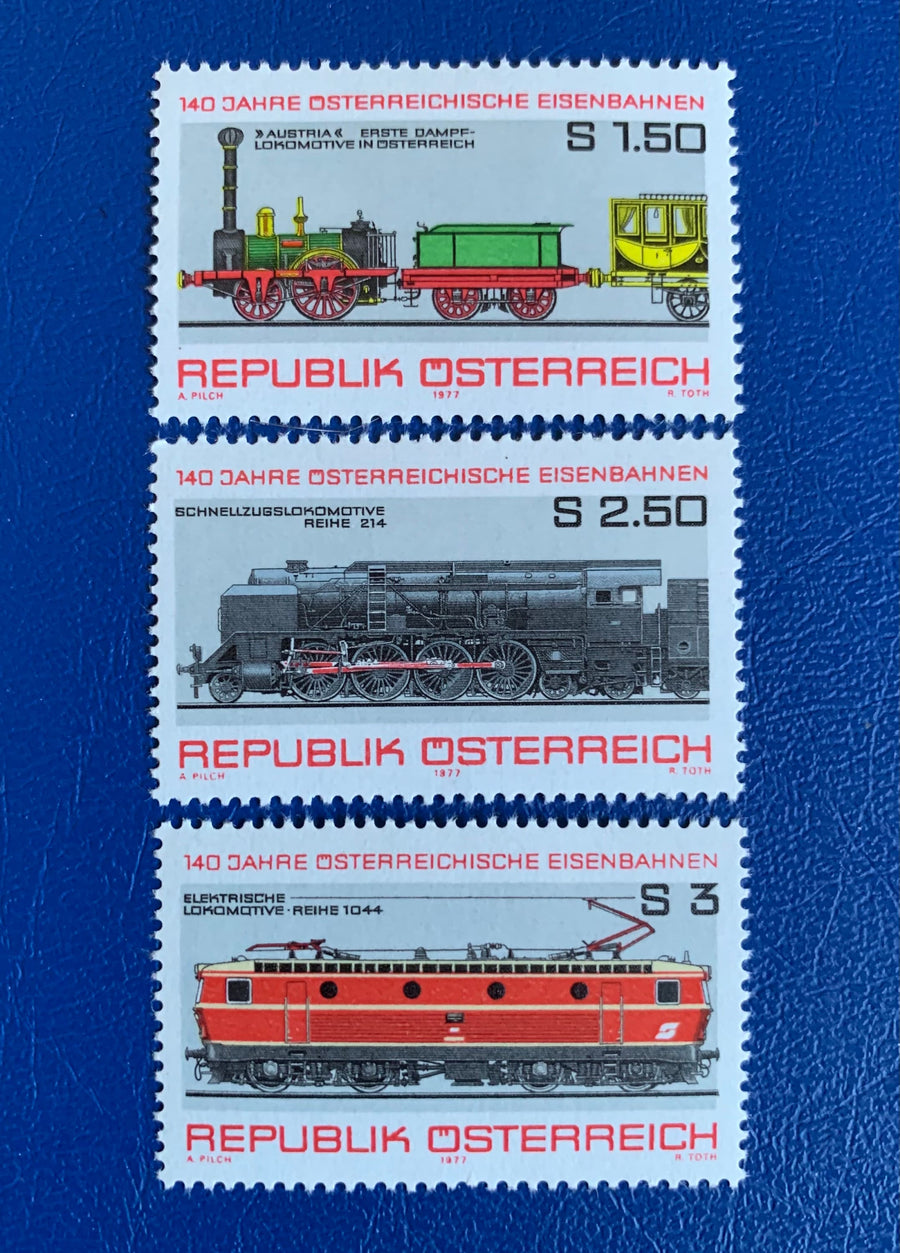 140 JAHRE ÖSTERREICHISCHE EISENBAHNEN
»AUSTRIA« ERSTE DAMPF-
LOKOMOTIVE IN ÖSTERREICH
S 1.50
REPUBLIK ÖSTERREICH
A. PILCH 1977 R. TOTH
140 JAHRE ÖSTERREICHISCHE EISENBAHNEN
SCHNELLZUGSLOKOMOTIVE
REIHE 214
S 2.50
REPUBLIK ÖSTERREICH
A. PILCH 1977 R. TOTH
140 JAHRE ÖSTERREICHISCHE EISENBAHNEN
ELEKTRISCHE
LOKOMOTIVE · REIHE 1044
S 3
REPUBLIK ÖSTERREICH
A. PILCH 1977 R. TOTH